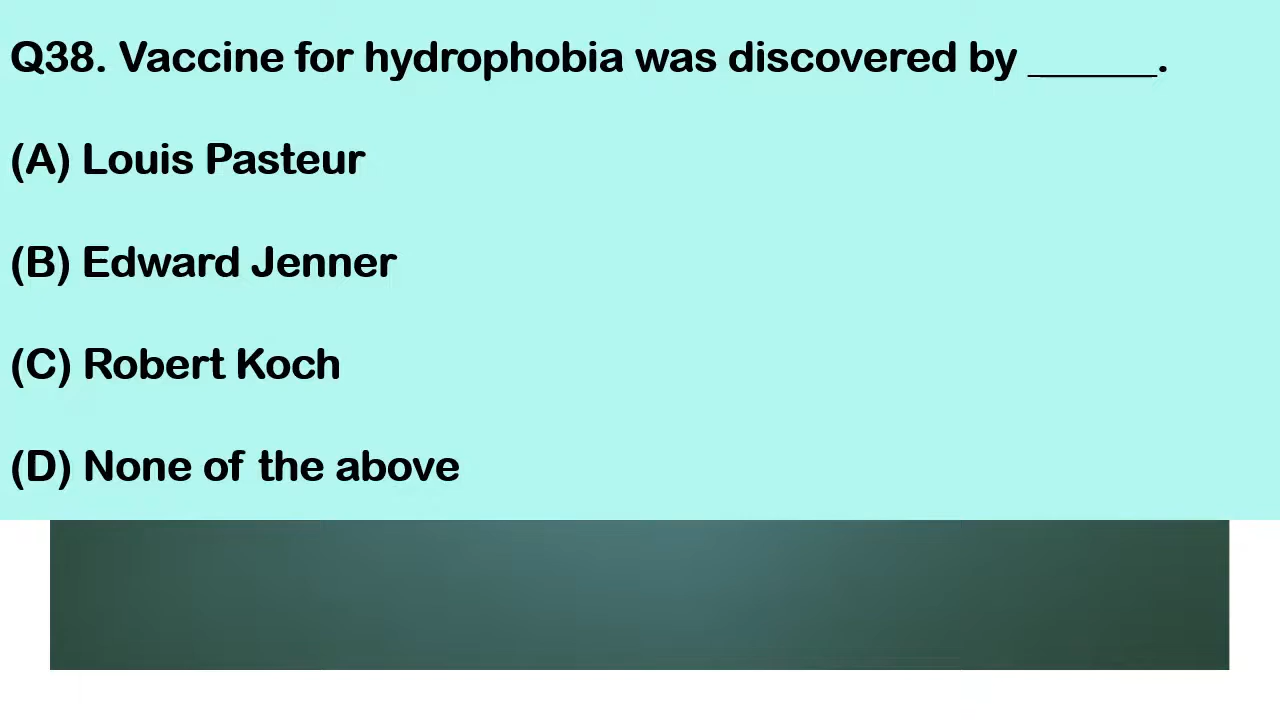 Q38. Vaccine for hydrophobia was discovered by ______.
(A) Louis Pasteur
(B) Edward Jenner
(C) Robert Koch
(D) None of the above